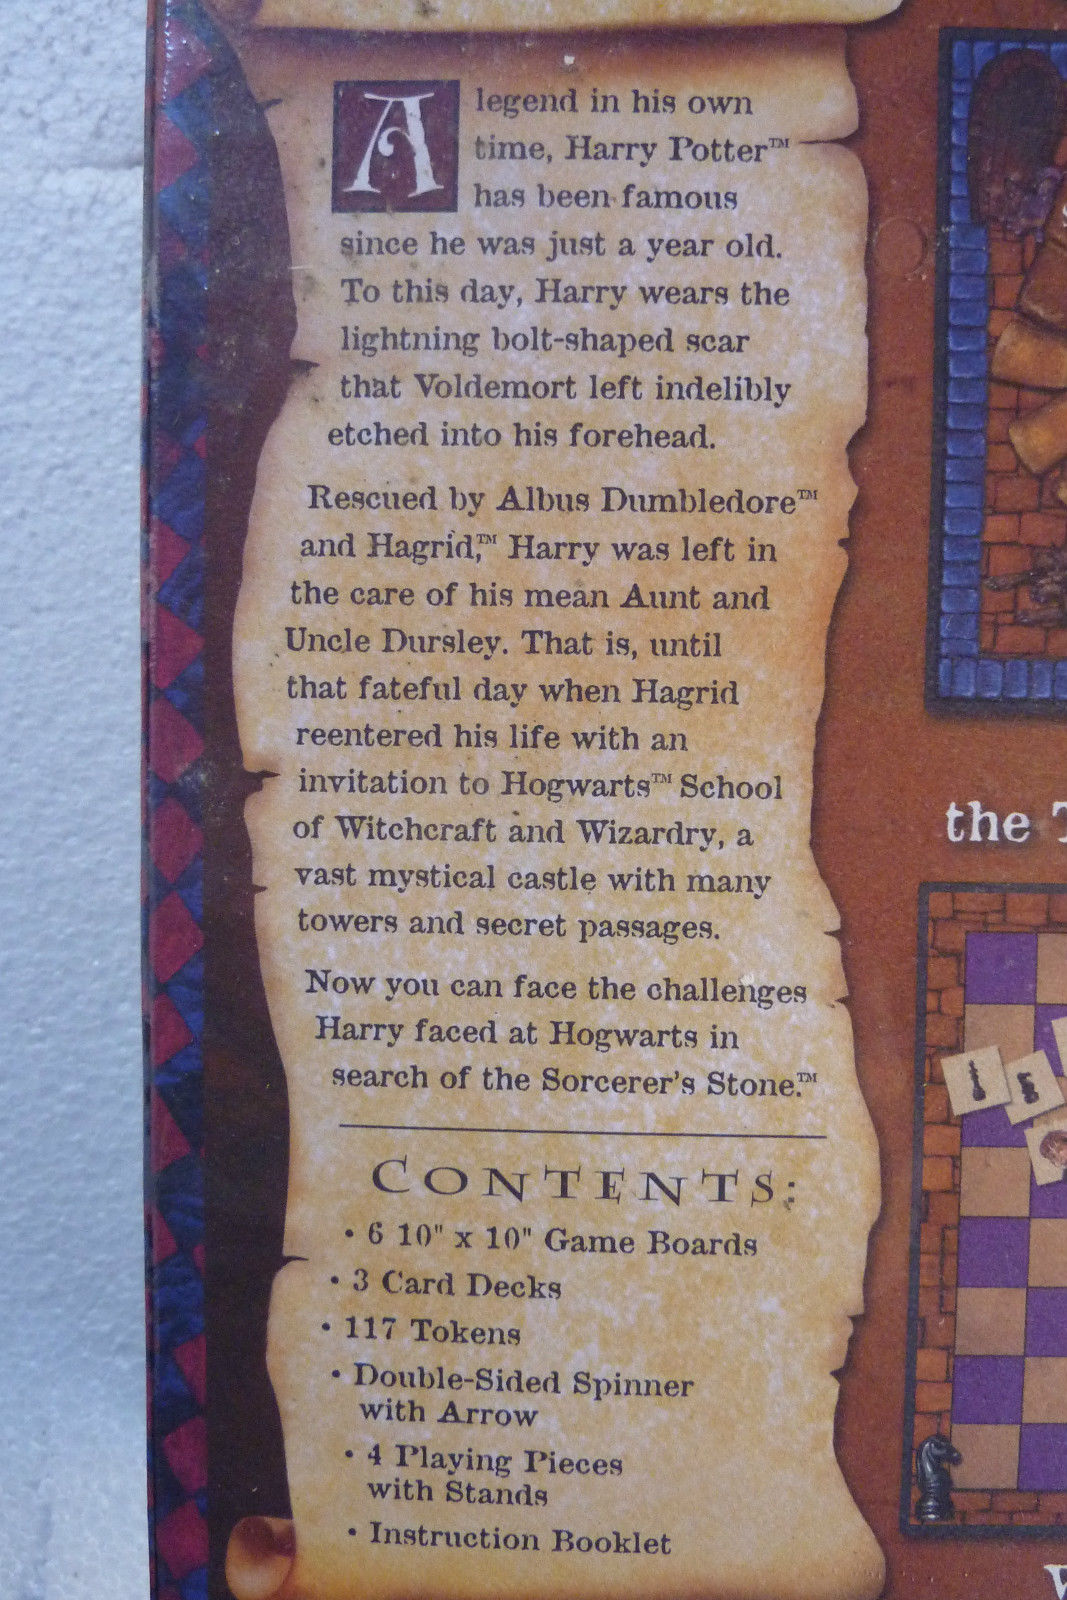 A legend in his own
time, Harry Potter™
has been famous
since he was just a year old.
To this day, Harry wears the
lightning bolt-shaped scar
that Voldemort left indelibly
etched into his forehead.
Rescued by Albus Dumbledore™
and Hagrid,™ Harry was left in
the care of his mean Aunt and
Uncle Dursley. That is, until
that fateful day when Hagrid
reentered his life with an
invitation to Hogwarts™ School
of Witchcraft and Wizardry, a
vast mystical castle with many
towers and secret passages.
Now you can face the challenges
Harry faced at Hogwarts in
search of the Sorcerer's Stone.™
CONTENTS:
• 6 10" x 10" Game Boards
• 3 Card Decks
• 117 Tokens
• Double-Sided Spinner
with Arrow
• 4 Playing Pieces
with Stands
• Instruction Booklet
the